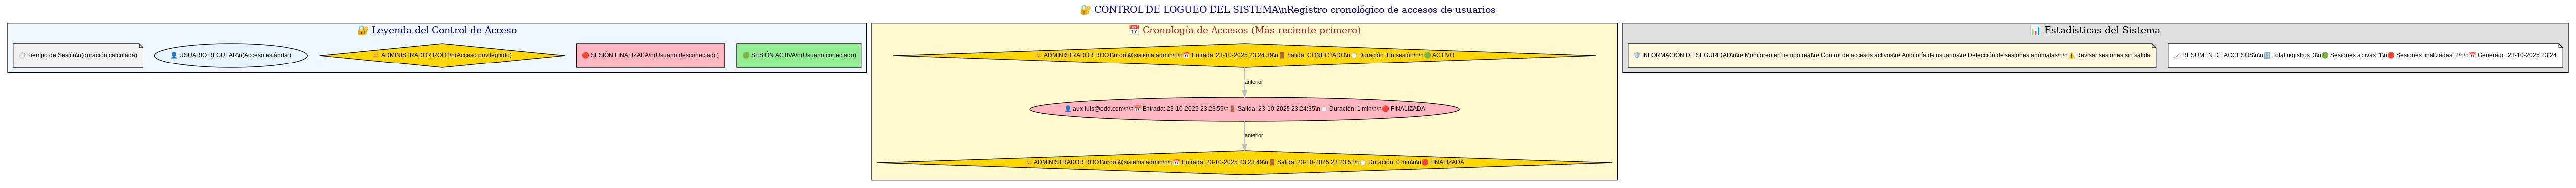 🔐 CONTROL DE LOGUEO DEL SISTEMA\nRegistro cronológico de accesos de usuarios
🔐 Leyenda del Control de Acceso
⏱️ Tiempo de Sesión\n(duración calculada)
👤 USUARIO REGULAR\n(Acceso estándar)
👑 ADMINISTRADOR ROOT\n(Acceso privilegiado)
🔴 SESIÓN FINALIZADA\n(Usuario desconectado)
🟢 SESIÓN ACTIVA\n(Usuario conectado)
📅 Cronología de Accesos (Más reciente primero)
👑 ADMINISTRADOR ROOT\nroot@sistema.admin\n\n📅 Entrada: 23-10-2025 23:24:39\n🚪 Salida: CONECTADO\n⏱️ Duración: En sesión\n\n🟢 ACTIVO
anterior
👤 aux-luis@edd.com\n\n📅 Entrada: 23-10-2025 23:23:59\n🚪 Salida: 23-10-2025 23:24:35\n⏱️ Duración: 1 min\n\n🔴 FINALIZADA
anterior
👑 ADMINISTRADOR ROOT\nroot@sistema.admin\n\n📅 Entrada: 23-10-2025 23:23:49\n🚪 Salida: 23-10-2025 23:23:51\n⏱️ Duración: 0 min\n\n🔴 FINALIZADA
📊 Estadísticas del Sistema
🛡️ INFORMACIÓN DE SEGURIDAD\n\n• Monitoreo en tiempo real\n• Control de accesos activos\n• Auditoría de usuarios\n• Detección de sesiones anómalas\n\n⚠️ Revisar sesiones sin salida
📈 RESUMEN DE ACCESOS\n\n🔢 Total registros: 3\n🟢 Sesiones activas: 1\n🔴 Sesiones finalizadas: 2\n\n📅 Generado: 23-10-2025 23:24